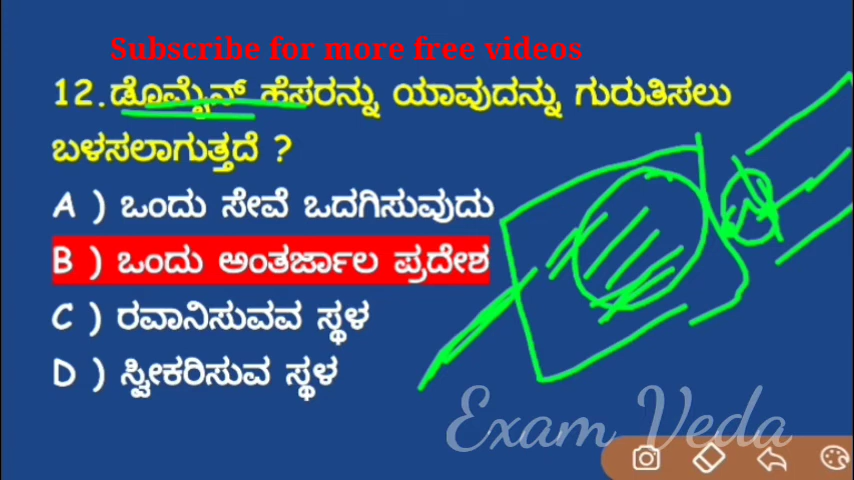 Subscribe for more free videos
12.ಡೊಮೈನ್ ಹೆಸರನ್ನು ಯಾವುದನ್ನು ಗುರುತಿಸಲು
ಬಳಸಲಾಗುತ್ತದೆ ?
A ) ಒಂದು ಸೇವೆ ಒದಗಿಸುವುದು
B ) ಒಂದು ಅಂತರ್ಜಾಲ ಪ್ರದೇಶ
C ) ರವಾನಿಸುವವ ಸ್ಥಳ
D ) ಸ್ವೀಕರಿಸುವ ಸ್ಥಳ
Exam Veda